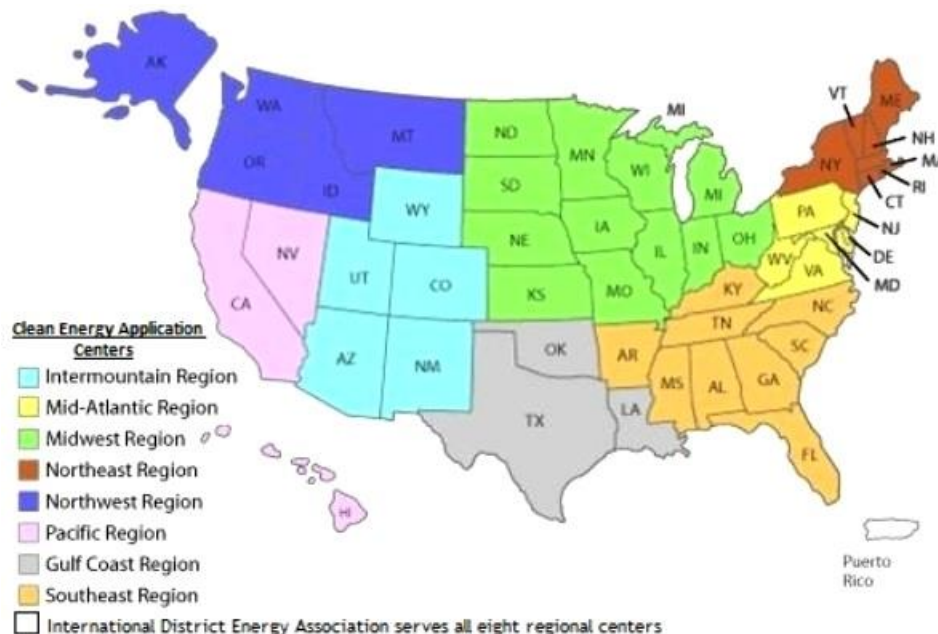 AK
WA
OR
ID
MT
WY
CA
NV
UT
CO
AZ
NM
ND
SD
NE
KS
MN
IA
MO
WI
IL
IN
MI
MI
OH
OK
TX
LA
AR
KY
TN
MS
AL
GA
NC
SC
FL
PA
WV
VA
NY
VT
ME
NH
MA
RI
CT
NJ
DE
MD
HI
Puerto
Rico
Clean Energy Application
Centers
Intermountain Region
Mid-Atlantic Region
Midwest Region
Northeast Region
Northwest Region
Pacific Region
Gulf Coast Region
Southeast Region
International District Energy Association serves all eight regional centers